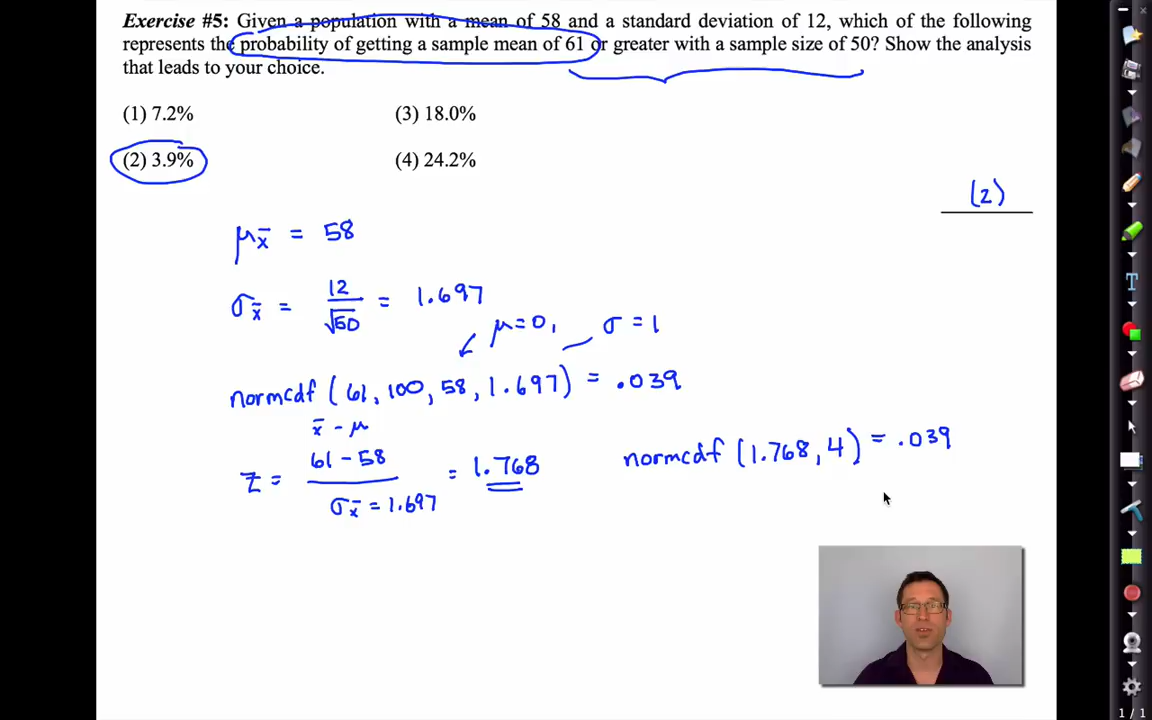 Exercise #5: Given a population with a mean of 58 and a standard deviation of 12, which of the following
represents the probability of getting a sample mean of 61 or greater with a sample size of 50? Show the analysis
that leads to your choice.
(1) 7.2% (3) 18.0%
(2) 3.9% (4) 24.2%
(2)
μx̄ = 58
σx̄ = 12/√50 = 1.697
μ=0, σ=1
normcdf (61, 100, 58, 1.697) = .039
x̄ - μ
z = 61 - 58 / σx̄ = 1.697 = 1.768
normcdf (1.768, 4) = .039
T
1 / 1